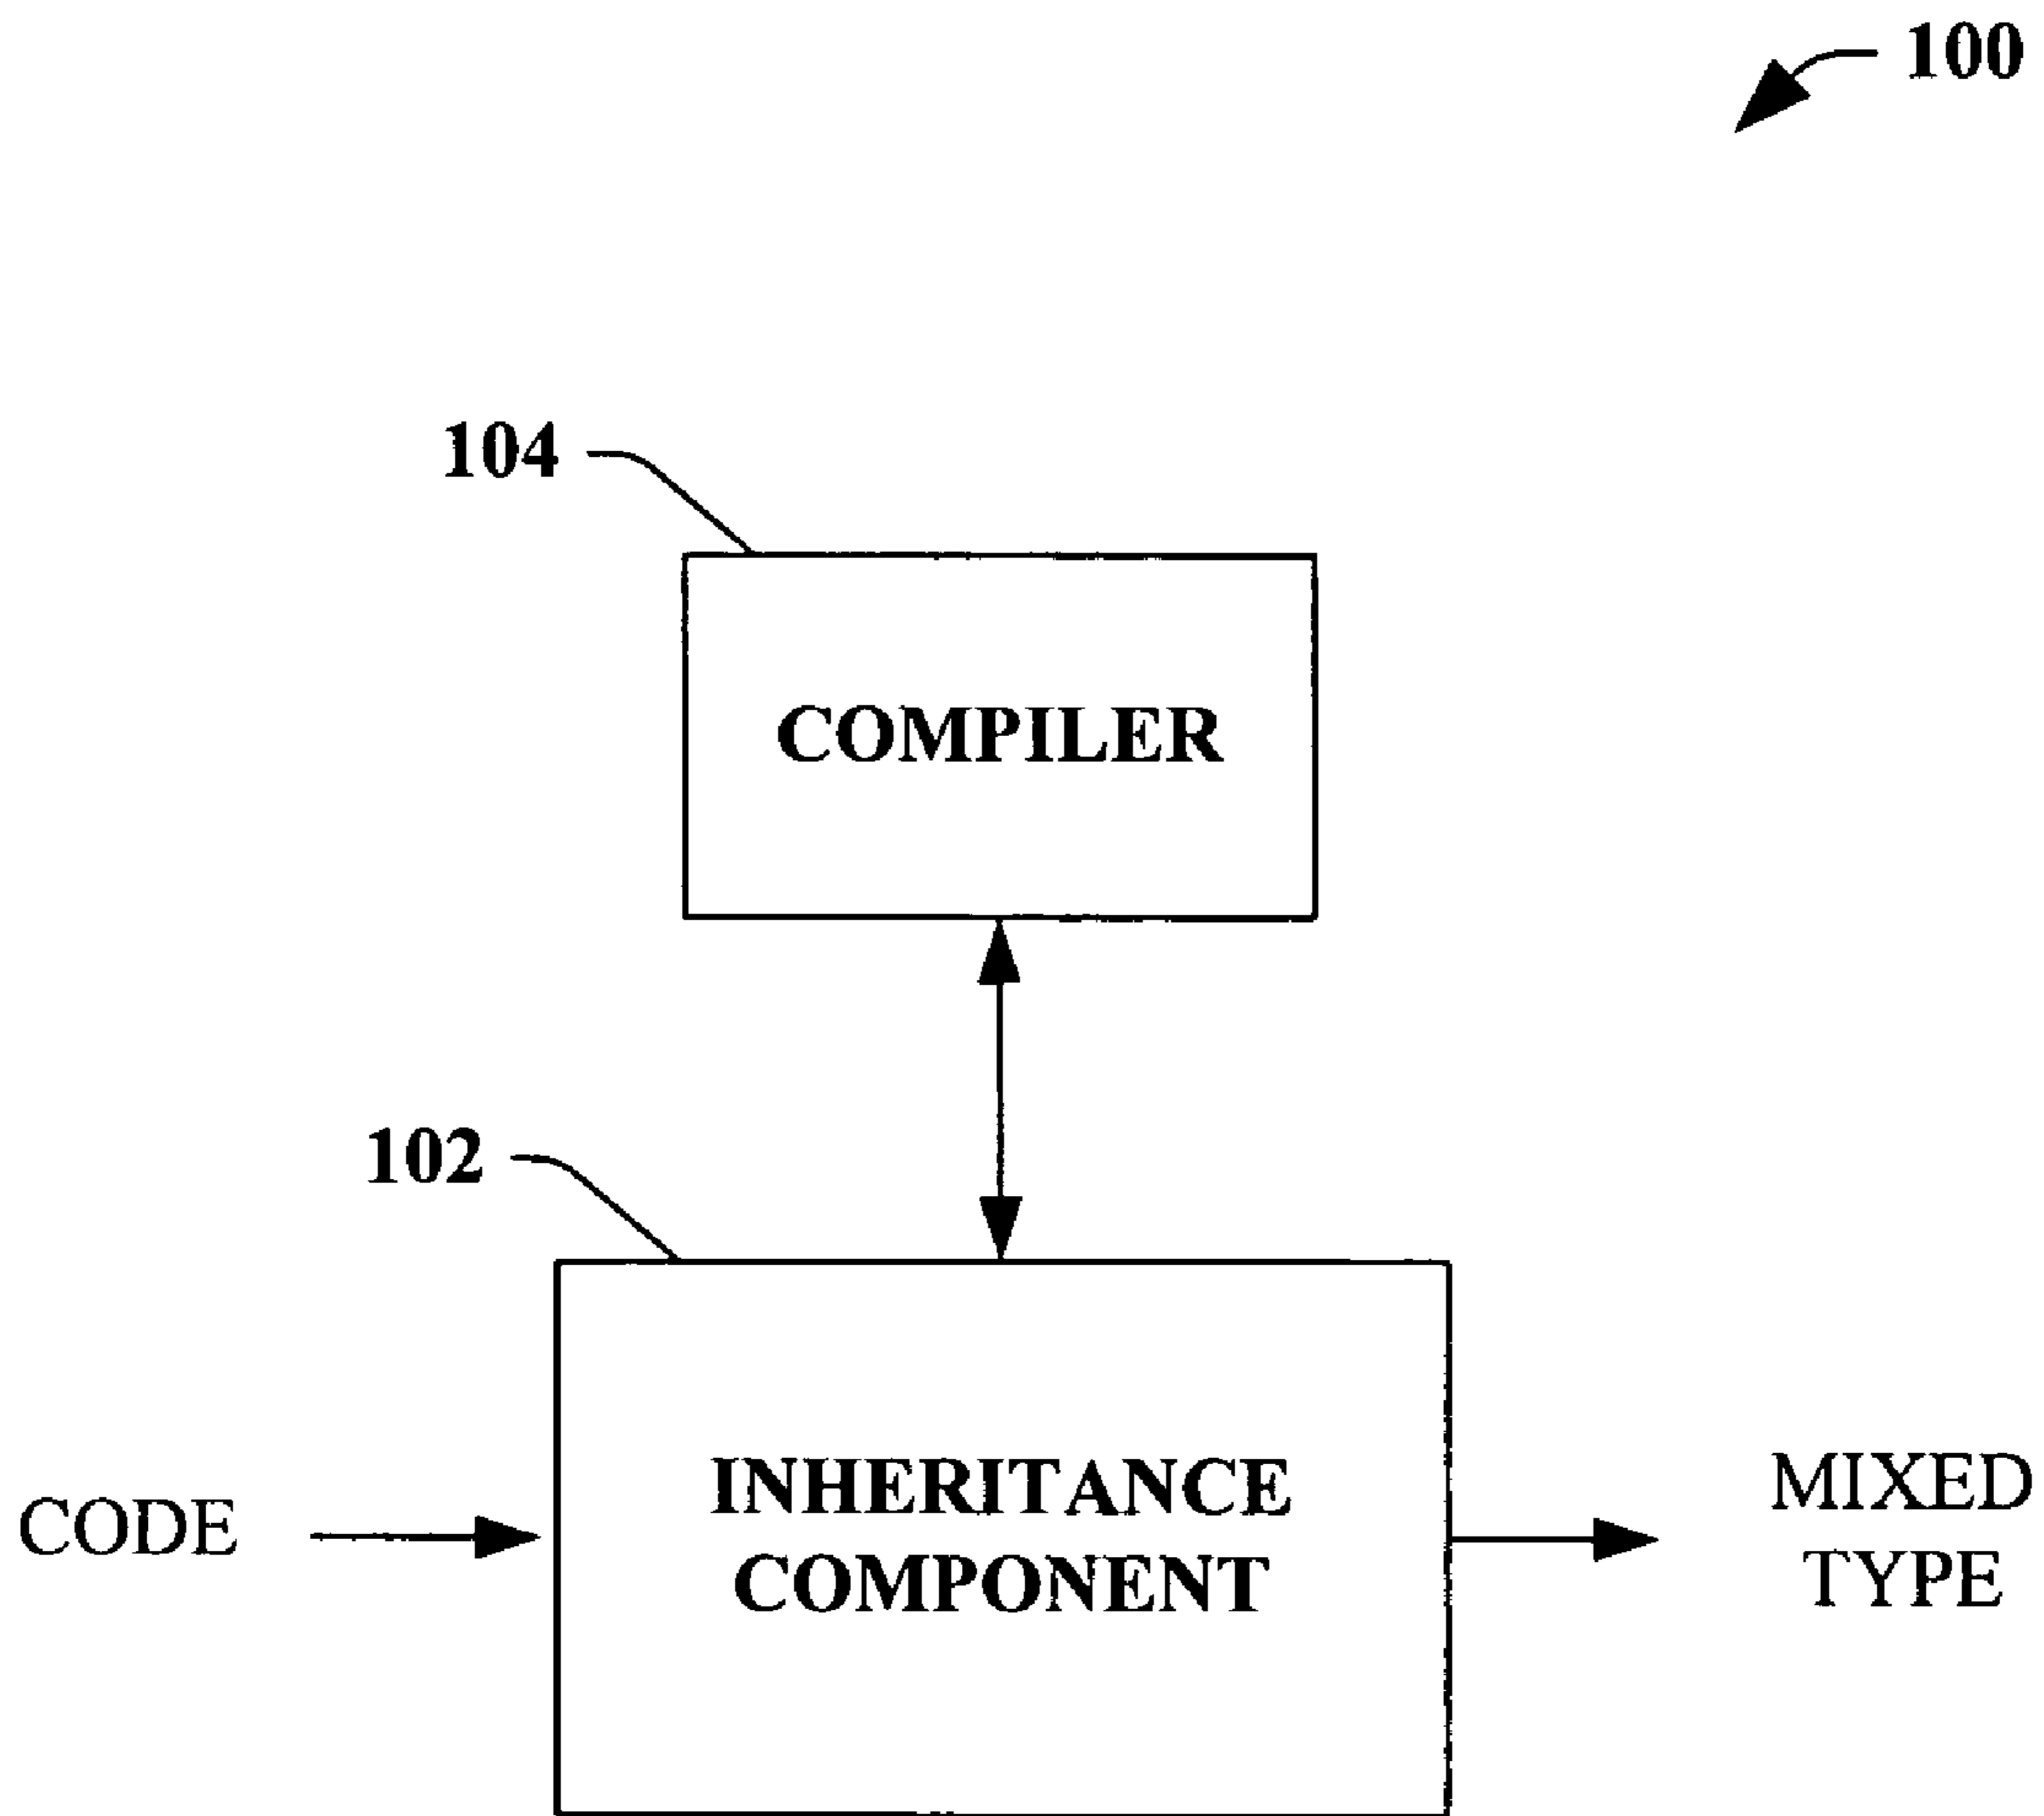 100
104
COMPILER
102
INHERITANCE
COMPONENT
CODE
MIXED
TYPE